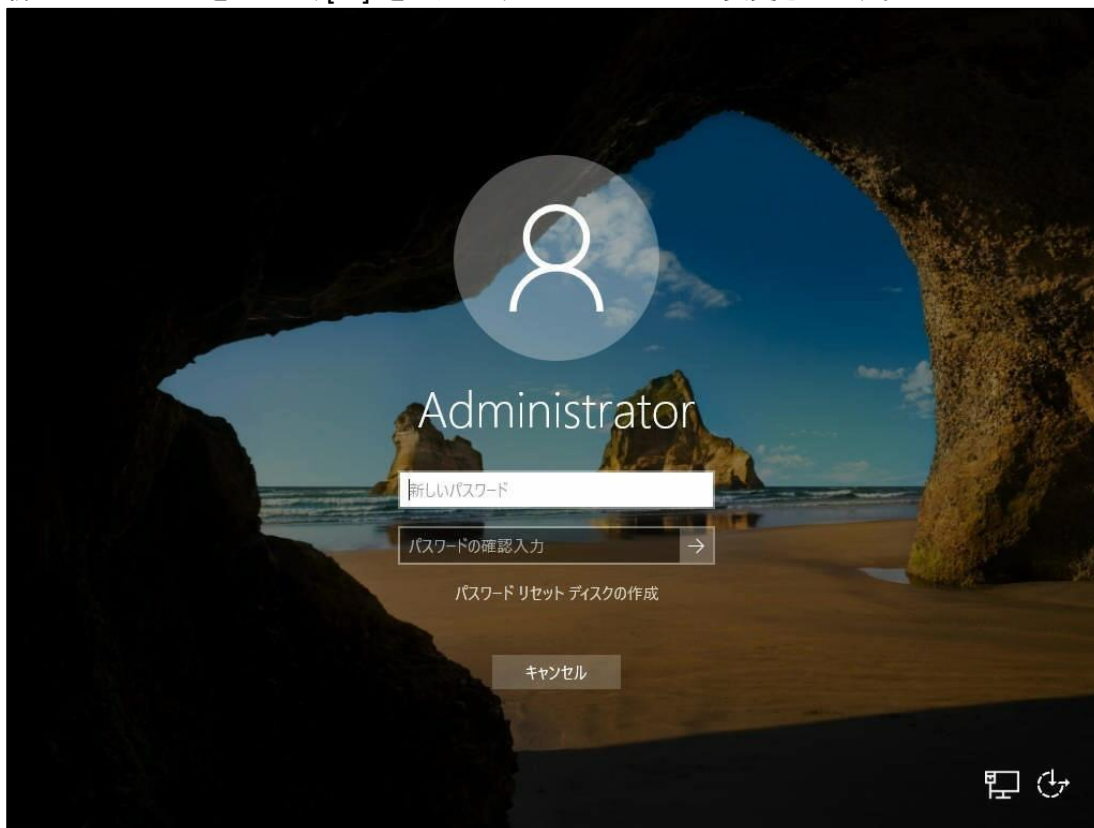 Administrator
新しいパスワード
パスワードの確認入力
パスワード リセット ディスクの作成
キャンセル